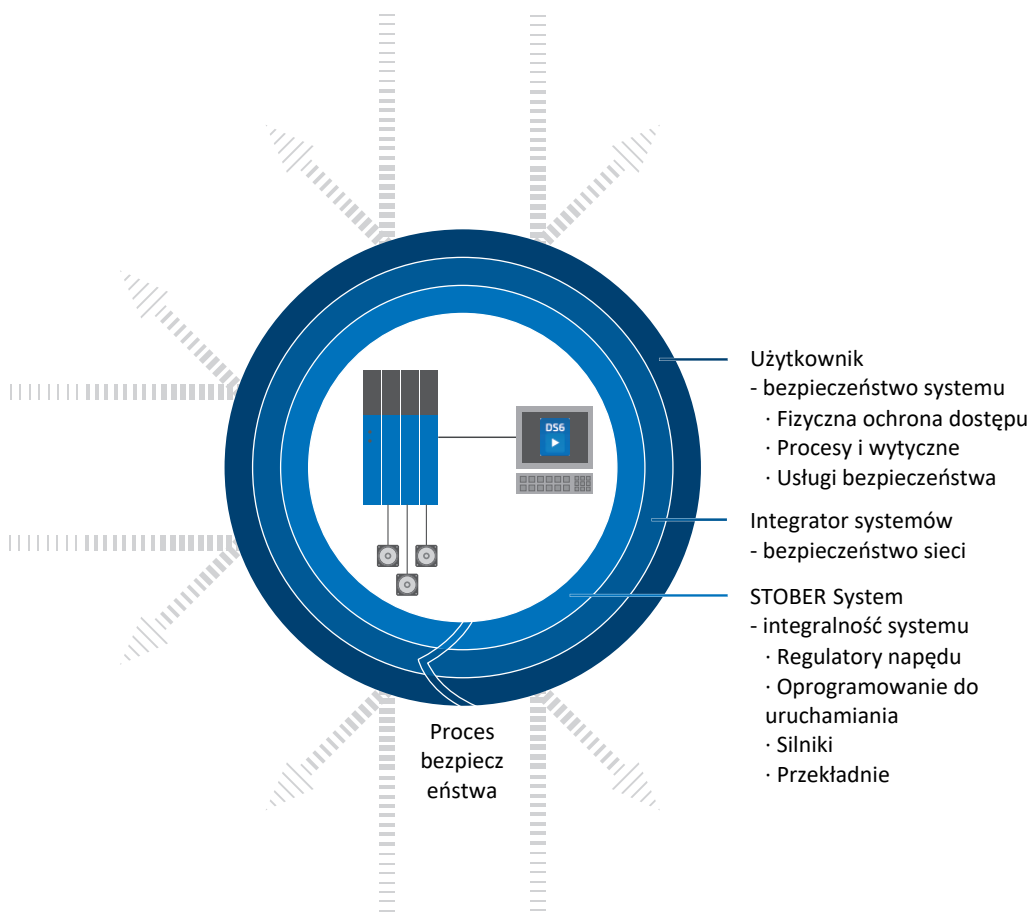 DS6
Użytkownik
- bezpieczeństwo systemu
· Fizyczna ochrona dostępu
· Procesy i wytyczne
· Usługi bezpieczeństwa
Integrator systemów
- bezpieczeństwo sieci
STOBER System
- integralność systemu
· Regulatory napędu
· Oprogramowanie do
uruchamiania
· Silniki
· Przekładnie
Proces
bezpiecz
eństwa